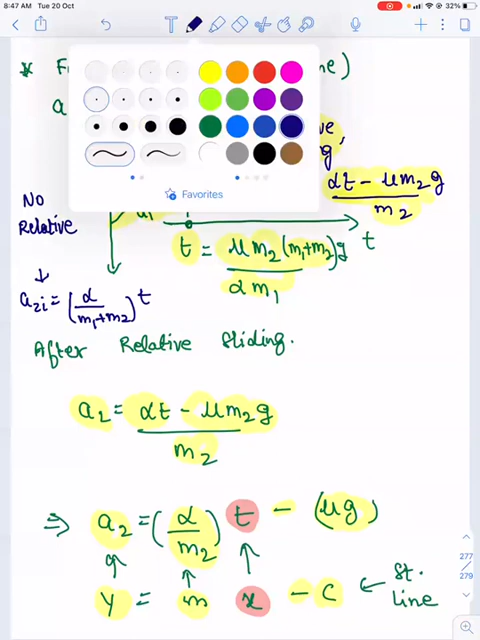 8:47 AM Tue 20 Oct
32%
a
Favorites
No
Relative
αt - μm₂g
m₂
t = μm₂(m₁+m₂)g
αm₁
t
a₂ᵢ = (α/m₁+m₂) t
After Relative Sliding.
a₂ = αt - μm₂g
m₂
⇒ a₂ = (α/m₂) t - (μg)
y = m x - c ← St. line
277
/
279